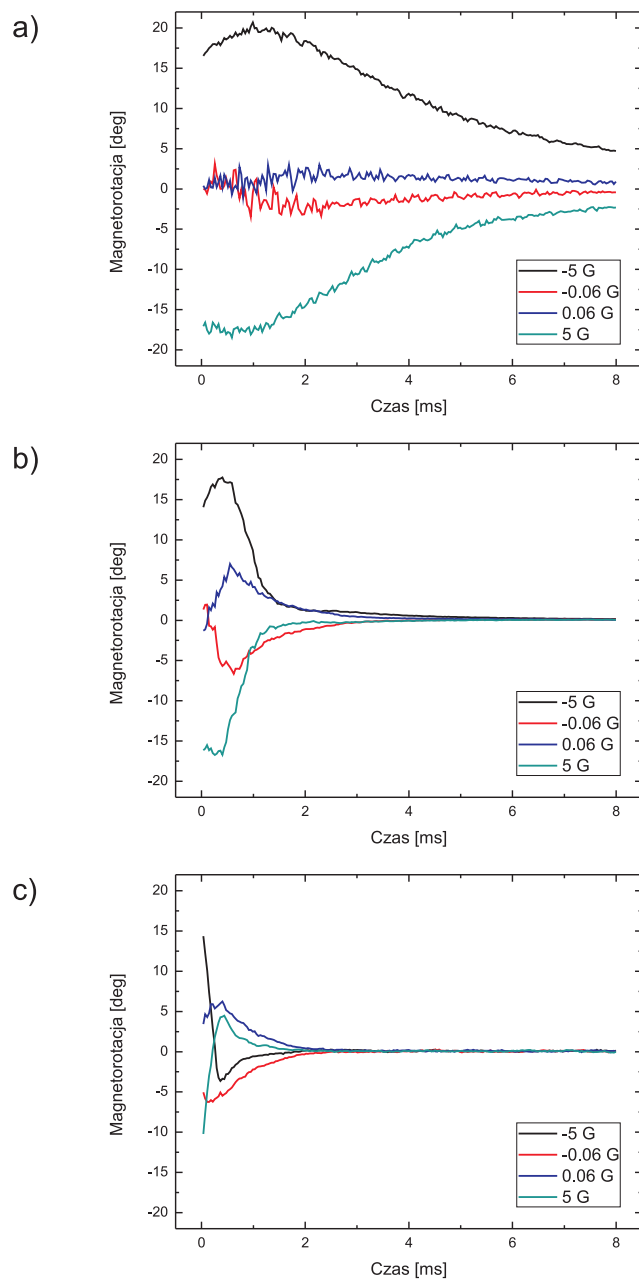 a)
Magnetorotacja [deg]
20
15
10
5
0
-5
-10
-15
-20
-5 G
-0.06 G
0.06 G
5 G
0 2 4 6 8
Czas [ms]
b)
Magnetorotacja [deg]
20
15
10
5
0
-5
-10
-15
-20
-5 G
-0.06 G
0.06 G
5 G
0 2 4 6 8
Czas [ms]
c)
Magnetorotacja [deg]
20
15
10
5
0
-5
-10
-15
-20
-5 G
-0.06 G
0.06 G
5 G
0 2 4 6 8
Czas [ms]